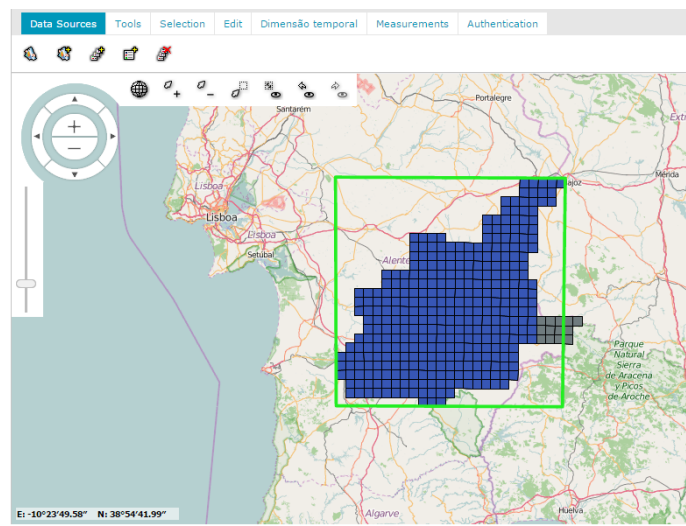 Data Sources Tools Selection Edit Dimensão temporal Measurements Authentication
Santarém
Portalegre
Mérida
Lisboa
Lisboa
Lisboa
Setúbal
Alente
Parque
Natural
Sierra
de Aracena
y Picos
de Aroche
E: -10°23'49.58" N: 38°54'41.99"
Algarve
Huelva